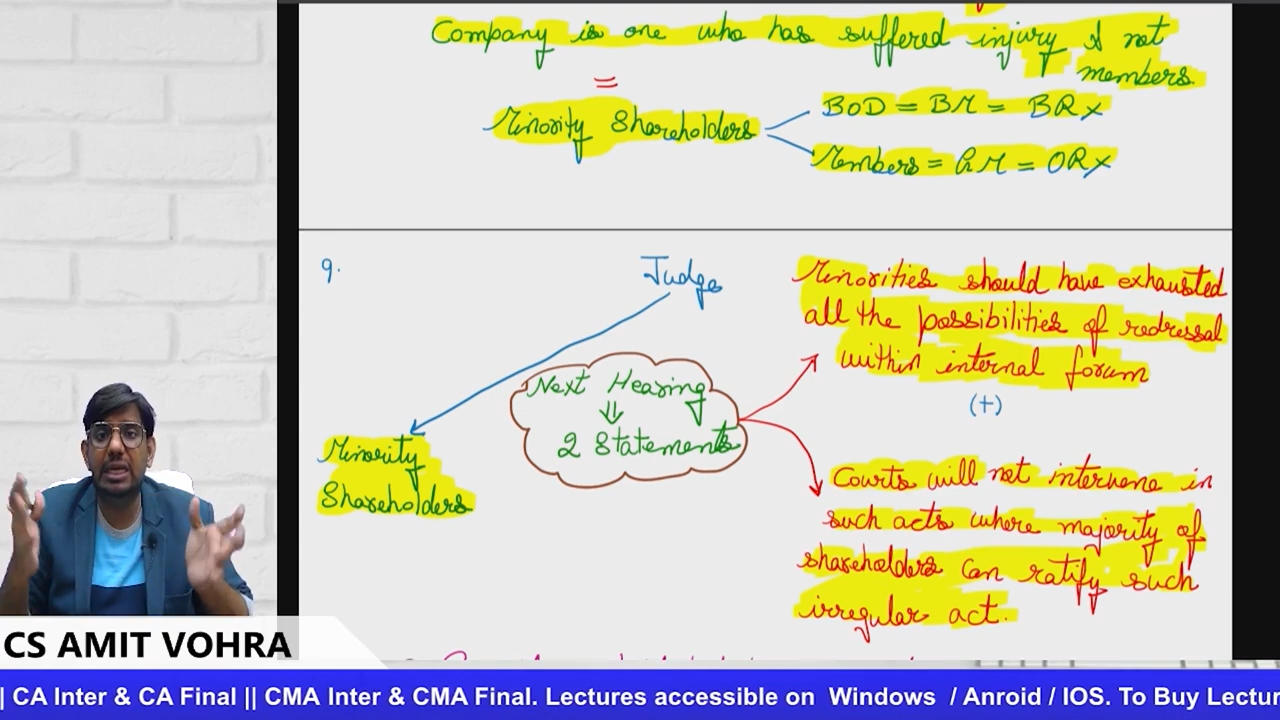 Company is one who has suffered injury & not
members.
=
Minority Shareholders
BOD = BM = BR×
Members = GM = OR×
9.
Judge
Minorities should have exhausted
all the possibilities of redressal
within internal forum
(+)
Next Hearing
⇓
2 Statements
Minority
Shareholders
Courts will not intervene in
such acts where majority of
shareholders can ratify such
irregular act.
CS AMIT VOHRA
|| CA Inter & CA Final || CMA Inter & CMA Final. Lectures accessible on Windows / Anroid / IOS. To Buy Lectur